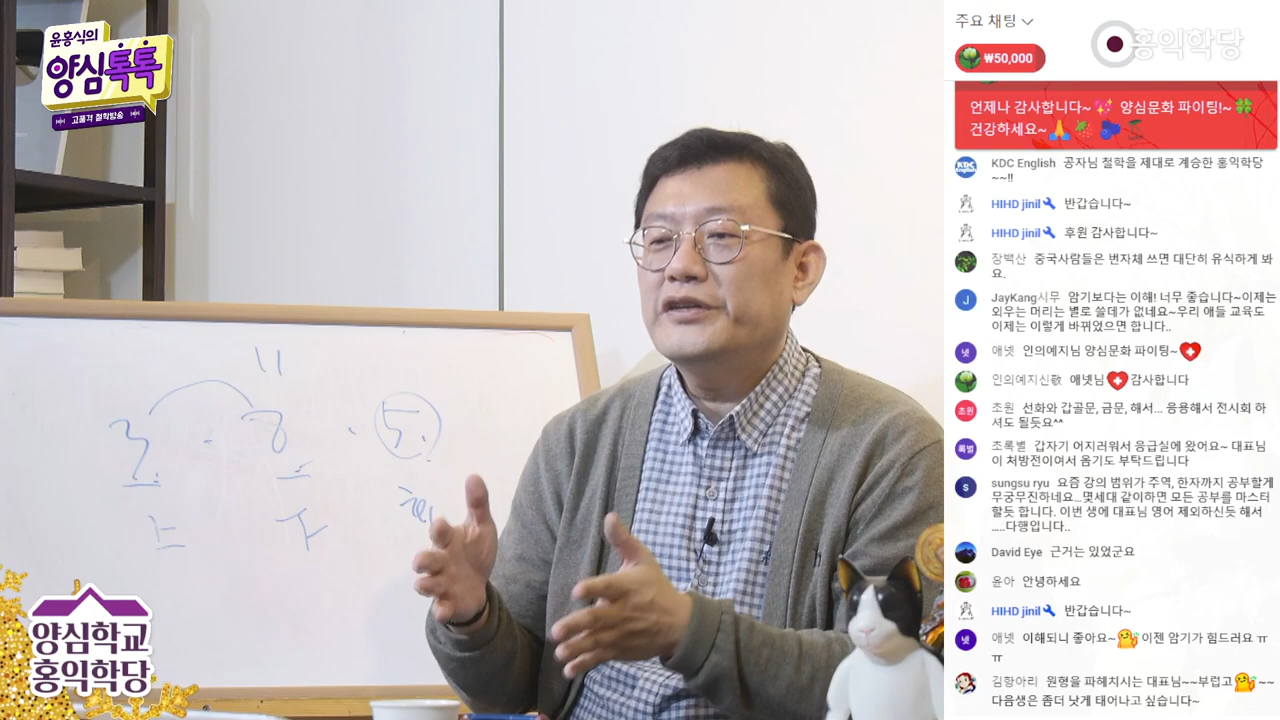 윤홍식의
양심톡톡
고품격 철학방송
11
3. · 8 · 5.
양심학교
홍익학당
주요 채팅
홍익학당
₩50,000
언제나 감사합니다~💖 양심문화 파이팅!~🍀
건강하세요~🙏🍓🫐🍒
KDC English 공자님 철학을 제대로 계승한 홍익학당
~~!!
HIHD jinil 반갑습니다~
HIHD jinil 후원 감사합니다~
장백산 중국사람들은 번자체 쓰면 대단히 유식하게 봐
요.
JayKang시무 암기보다는 이해! 너무 좋습니다~이제는
외우는 머리는 별로 쓸데가 없네요~우리 애들 교육도
이제는 이렇게 바뀌었으면 합니다..
애넷 인의예지님 양심문화 파이팅~
인의예지신敬 애넷님 감사합니다
초원 선화와 갑골문, 금문, 해서... 응용해서 전시회 하
셔도 될듯요^^
초록별 갑자기 어지러워서 응급실에 왔어요~ 대표님
이 처방전이여서 옴기도 부탁드립니다
sungsu ryu 요즘 강의 범위가 주역, 한자까지 공부할게
무궁무진하네요...몇세대 같이하면 모든 공부를 마스터
할듯 합니다. 이번 생에 대표님 영어 제외하신듯 해서
.....다행입니다..
David Eye 근거는 있었군요
윤아 안녕하세요
HIHD jinil 반갑습니다~
애넷 이해되니 좋아요~🤗 이젠 암기가 힘드러요 ㅠ
ㅠ
김항아리 원형을 파헤치시는 대표님~~부럽고🤗~~
다음생은 좀더 낫게 태어나고 싶습니다~